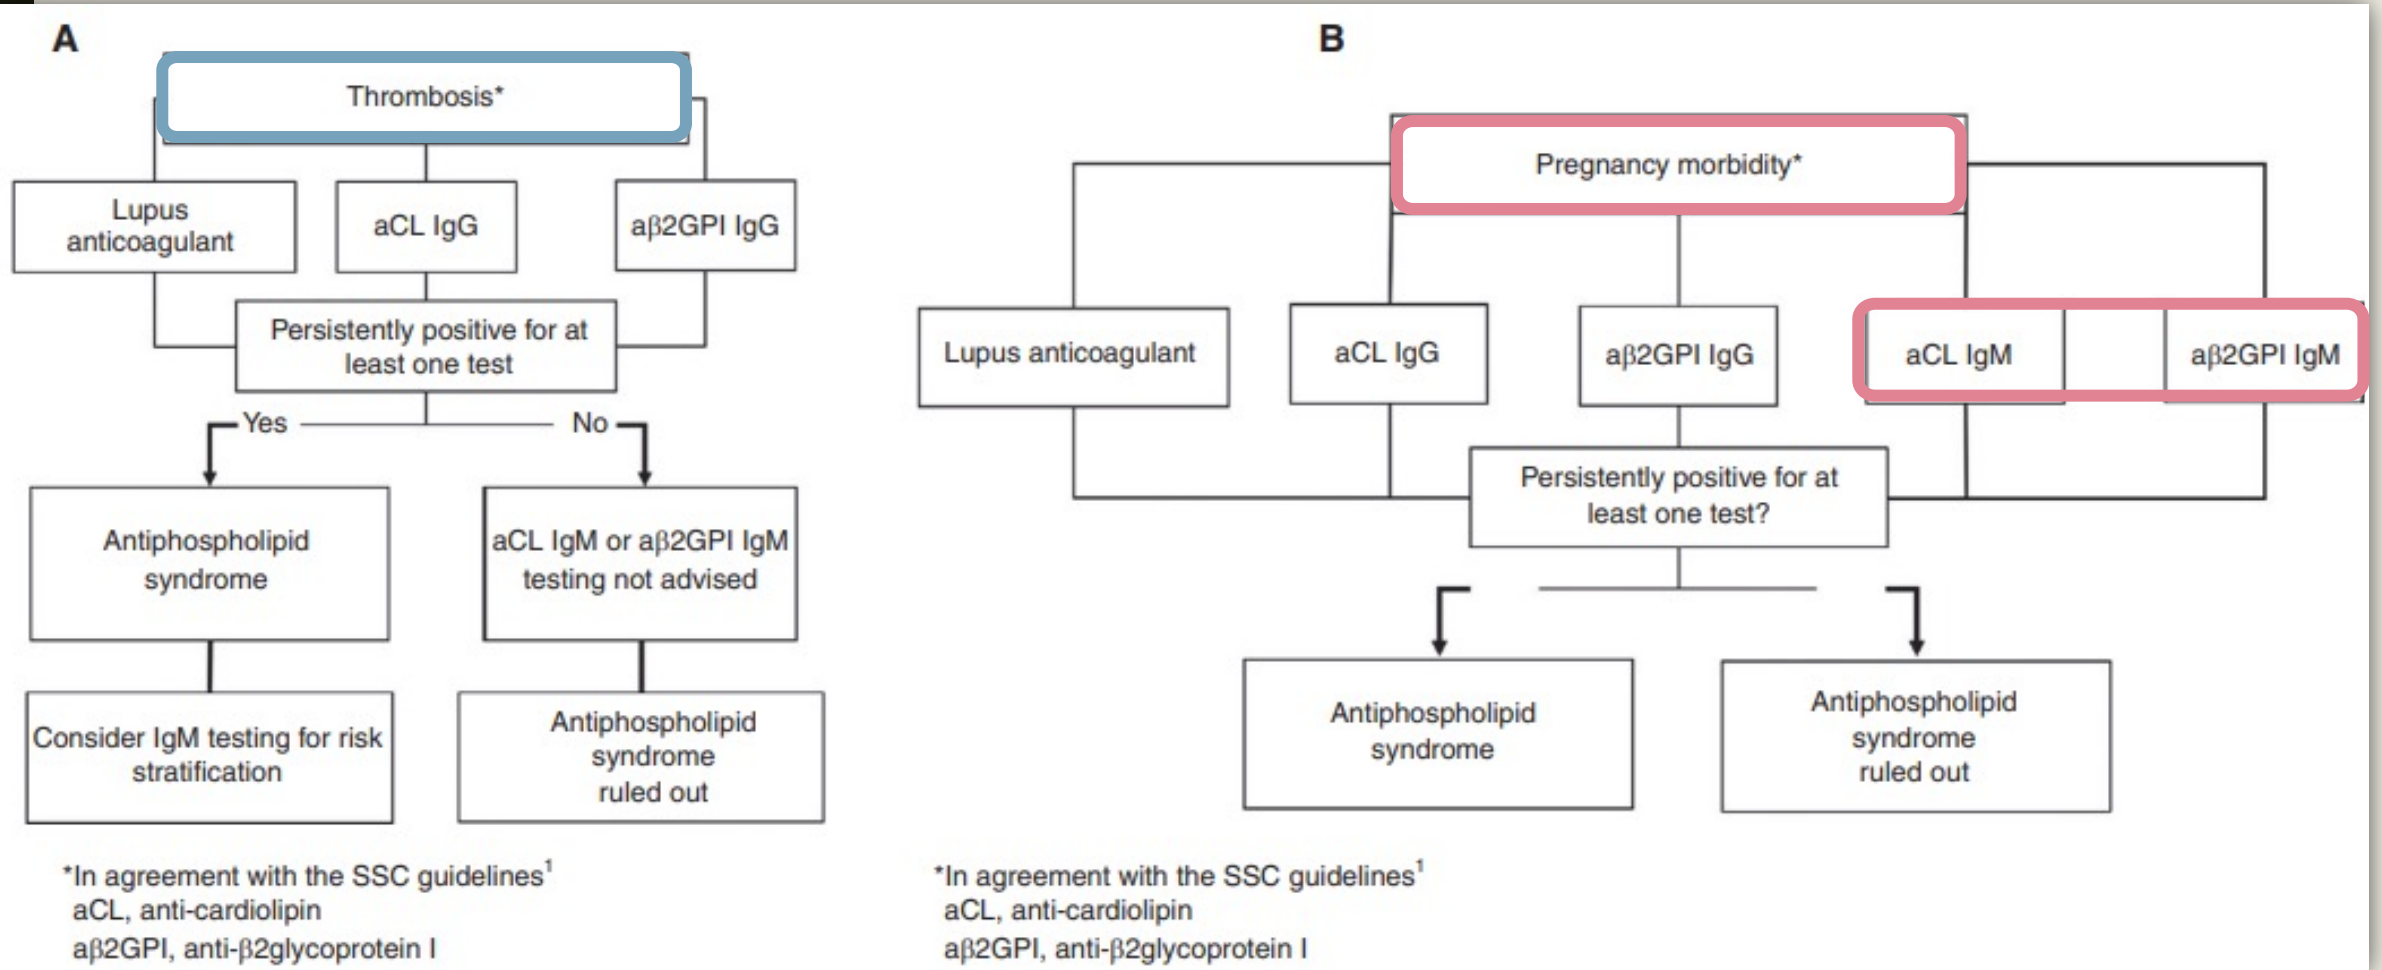 A
Thrombosis*
Lupus
anticoagulant
aCL IgG
aβ2GPI IgG
Persistently positive for at
least one test
Yes
No
Antiphospholipid
syndrome
aCL IgM or aβ2GPI IgM
testing not advised
Consider IgM testing for risk
stratification
Antiphospholipid
syndrome
ruled out
*In agreement with the SSC guidelines¹
aCL, anti-cardiolipin
aβ2GPI, anti-β2glycoprotein I
B
Pregnancy morbidity*
Lupus anticoagulant
aCL IgG
aβ2GPI IgG
aCL IgM
aβ2GPI IgM
Persistently positive for at
least one test?
Antiphospholipid
syndrome
Antiphospholipid
syndrome
ruled out
*In agreement with the SSC guidelines¹
aCL, anti-cardiolipin
aβ2GPI, anti-β2glycoprotein I